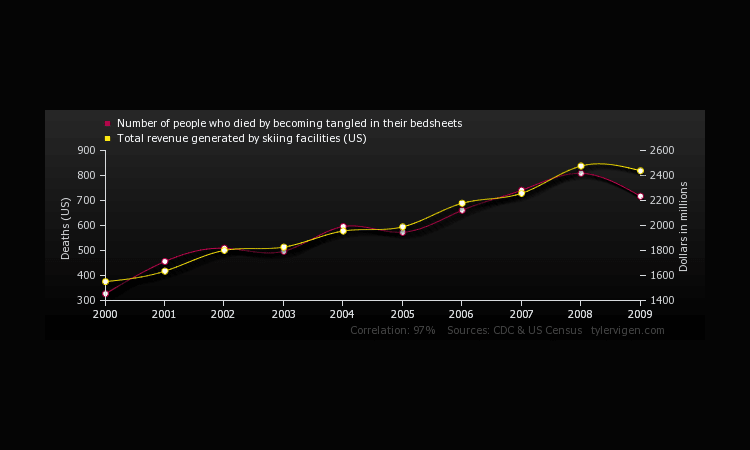 Number of people who died by becoming tangled in their bedsheets
Total revenue generated by skiing facilities (US)
900
800
700
600
500
400
300
Deaths (US)
2600
2400
2200
2000
1800
1600
1400
Dollars in millions
2000 2001 2002 2003 2004 2005 2006 2007 2008 2009
Correlation: 97% Sources: CDC & US Census tylervigen.com